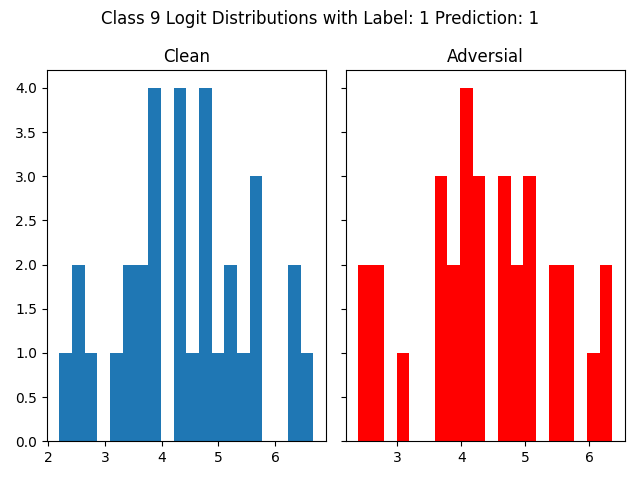 Class 9 Logit Distributions with Label: 1 Prediction: 1
Clean
Adversial
4.0
3.5
3.0
2.5
2.0
1.5
1.0
0.5
0.0
2 3 4 5 6
3 4 5 6